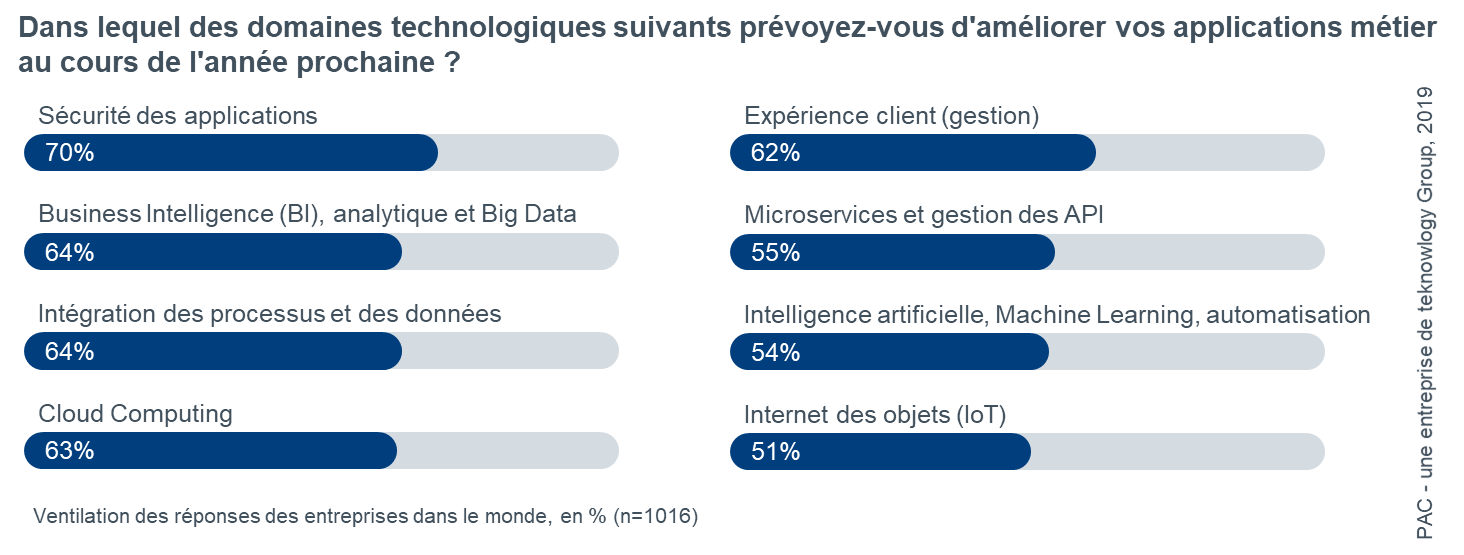 Dans lequel des domaines technologiques suivants prévoyez-vous d'améliorer vos applications métier
au cours de l'année prochaine ?
Sécurité des applications
70%
Business Intelligence (BI), analytique et Big Data
64%
Intégration des processus et des données
64%
Cloud Computing
63%
Expérience client (gestion)
62%
Microservices et gestion des API
55%
Intelligence artificielle, Machine Learning, automatisation
54%
Internet des objets (IoT)
51%
Ventilation des réponses des entreprises dans le monde, en % (n=1016)
PAC - une entreprise de teknowlogy Group, 2019